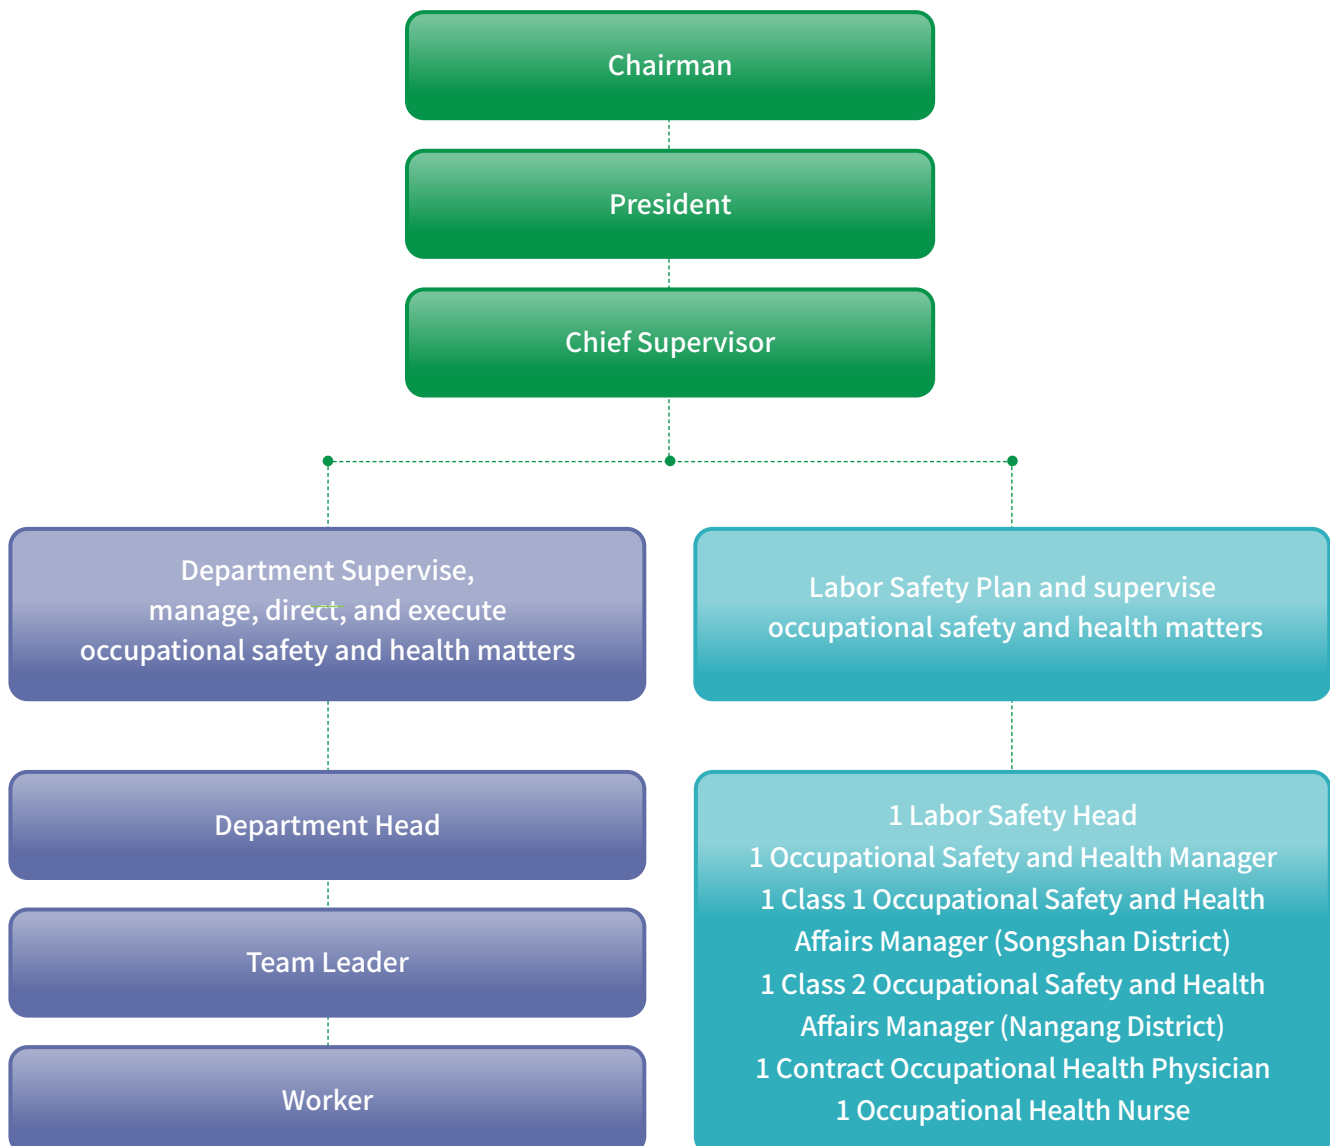 Chairman
President
Chief Supervisor
Department Supervise,
manage, direct, and execute
occupational safety and health matters
Labor Safety Plan and supervise
occupational safety and health matters
Department Head
Team Leader
Worker
1 Labor Safety Head
1 Occupational Safety and Health Manager
1 Class 1 Occupational Safety and Health
Affairs Manager (Songshan District)
1 Class 2 Occupational Safety and Health
Affairs Manager (Nangang District)
1 Contract Occupational Health Physician
1 Occupational Health Nurse